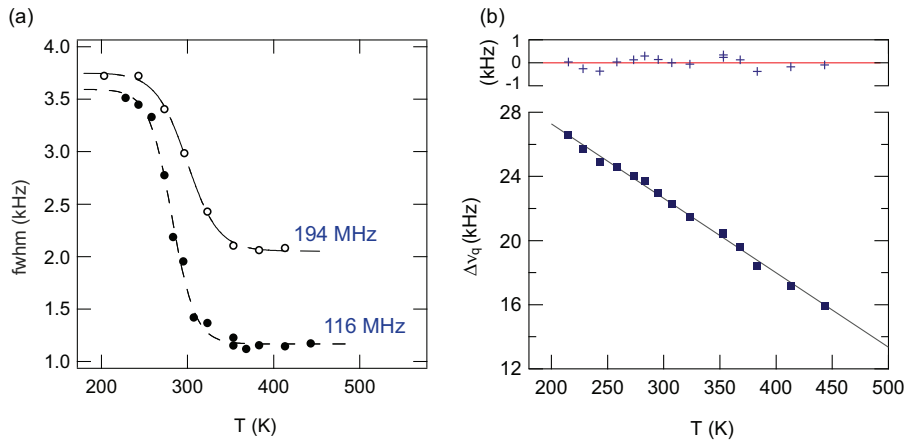 (a)
(b)
4.0
3.5
3.0
2.5
2.0
1.5
1.0
fwhm (kHz)
194 MHz
116 MHz
200 300 400 500
T (K)
1
0
-1
(kHz)
28
24
20
16
12
Δνq (kHz)
200 250 300 350 400 450 500
T (K)